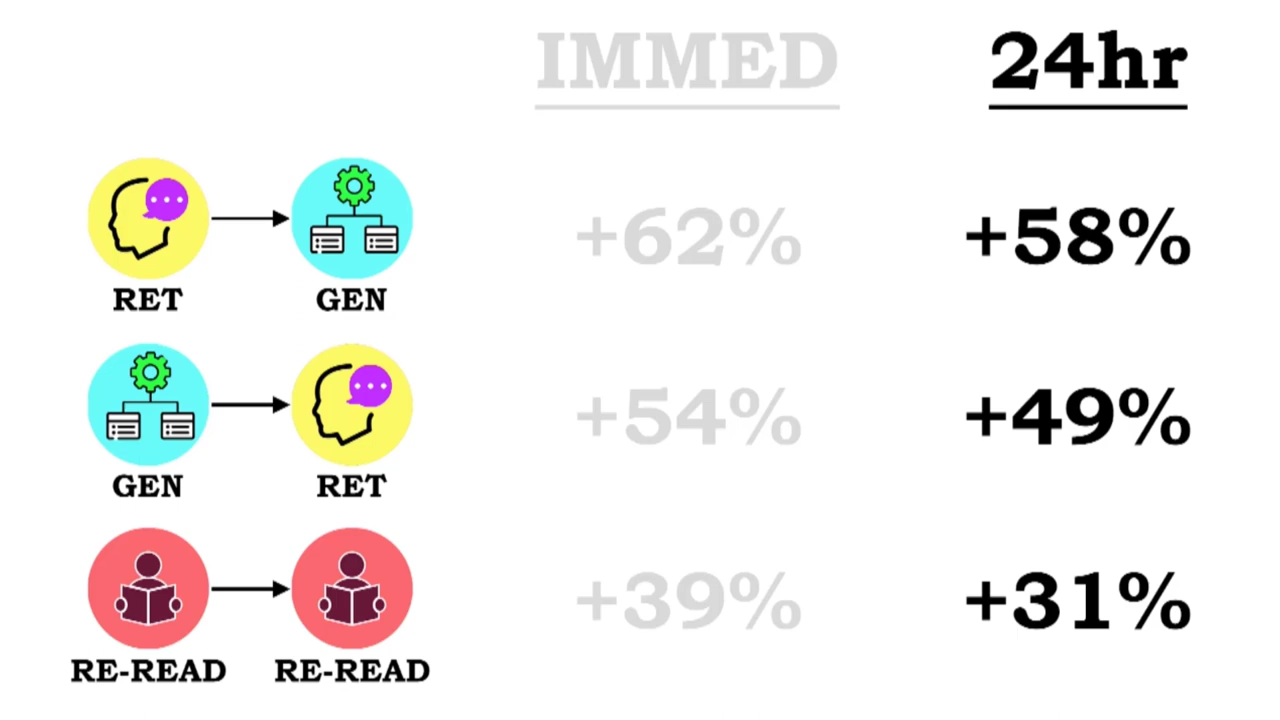 IMMED 24hr
RET GEN +62% +58%
GEN RET +54% +49%
RE-READ RE-READ +39% +31%